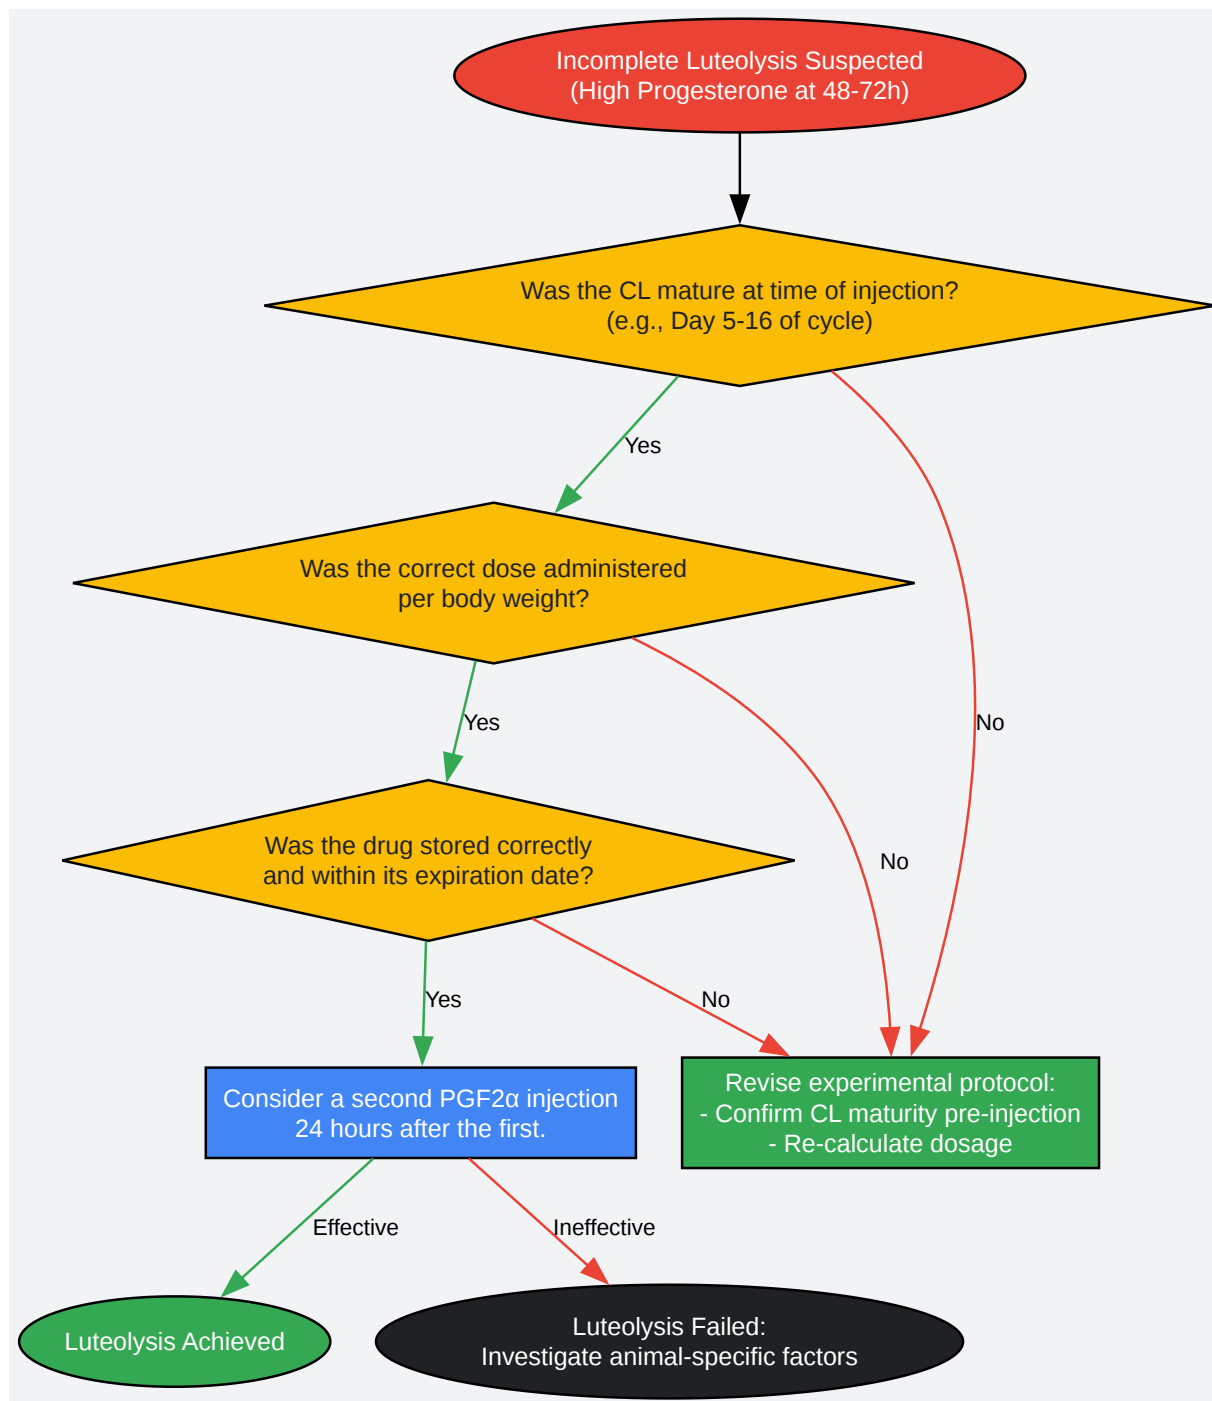 Incomplete Luteolysis Suspected
(High Progesterone at 48-72h)
Was the CL mature at time of injection?
(e.g., Day 5-16 of cycle)
Yes
Was the correct dose administered
per body weight?
Yes
No
Was the drug stored correctly
and within its expiration date?
No
Yes
No
Consider a second PGF2α injection
24 hours after the first.
Revise experimental protocol:
- Confirm CL maturity pre-injection
- Re-calculate dosage
Effective
Ineffective
Luteolysis Achieved
Luteolysis Failed:
Investigate animal-specific factors